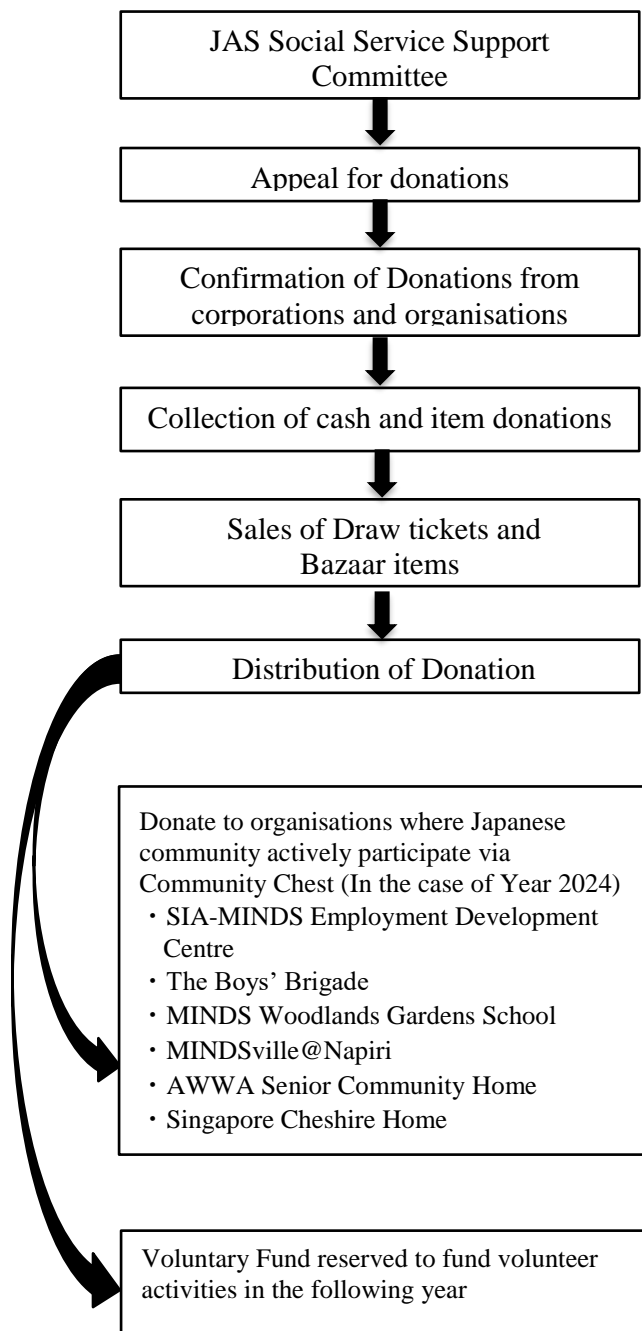 JAS Social Service Support
Committee
Appeal for donations
Confirmation of Donations from
corporations and organisations
Collection of cash and item donations
Sales of Draw tickets and
Bazaar items
Distribution of Donation
Donate to organisations where Japanese
community actively participate via
Community Chest (In the case of Year 2024)
・SIA-MINDS Employment Development
Centre
・The Boys’ Brigade
・MINDS Woodlands Gardens School
・MINDSville@Napiri
・AWWA Senior Community Home
・Singapore Cheshire Home
Voluntary Fund reserved to fund volunteer
activities in the following year